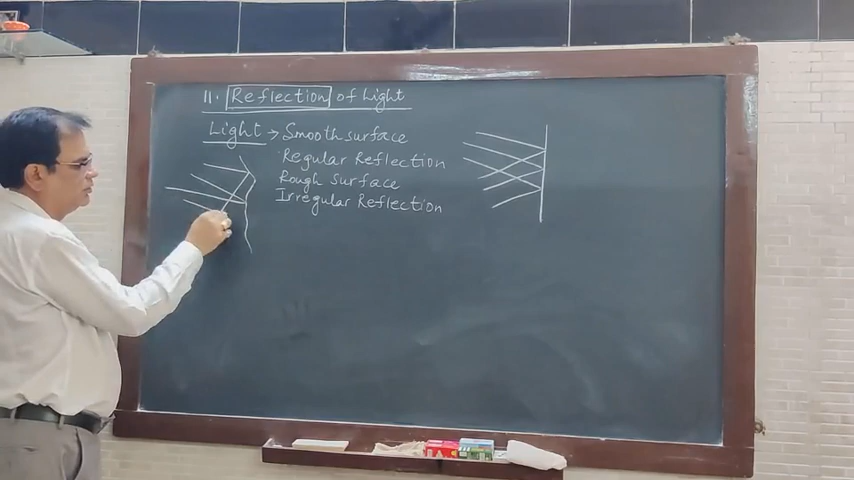 11. Reflection of Light
Light → Smooth surface
Regular Reflection
Rough Surface
Irregular Reflection